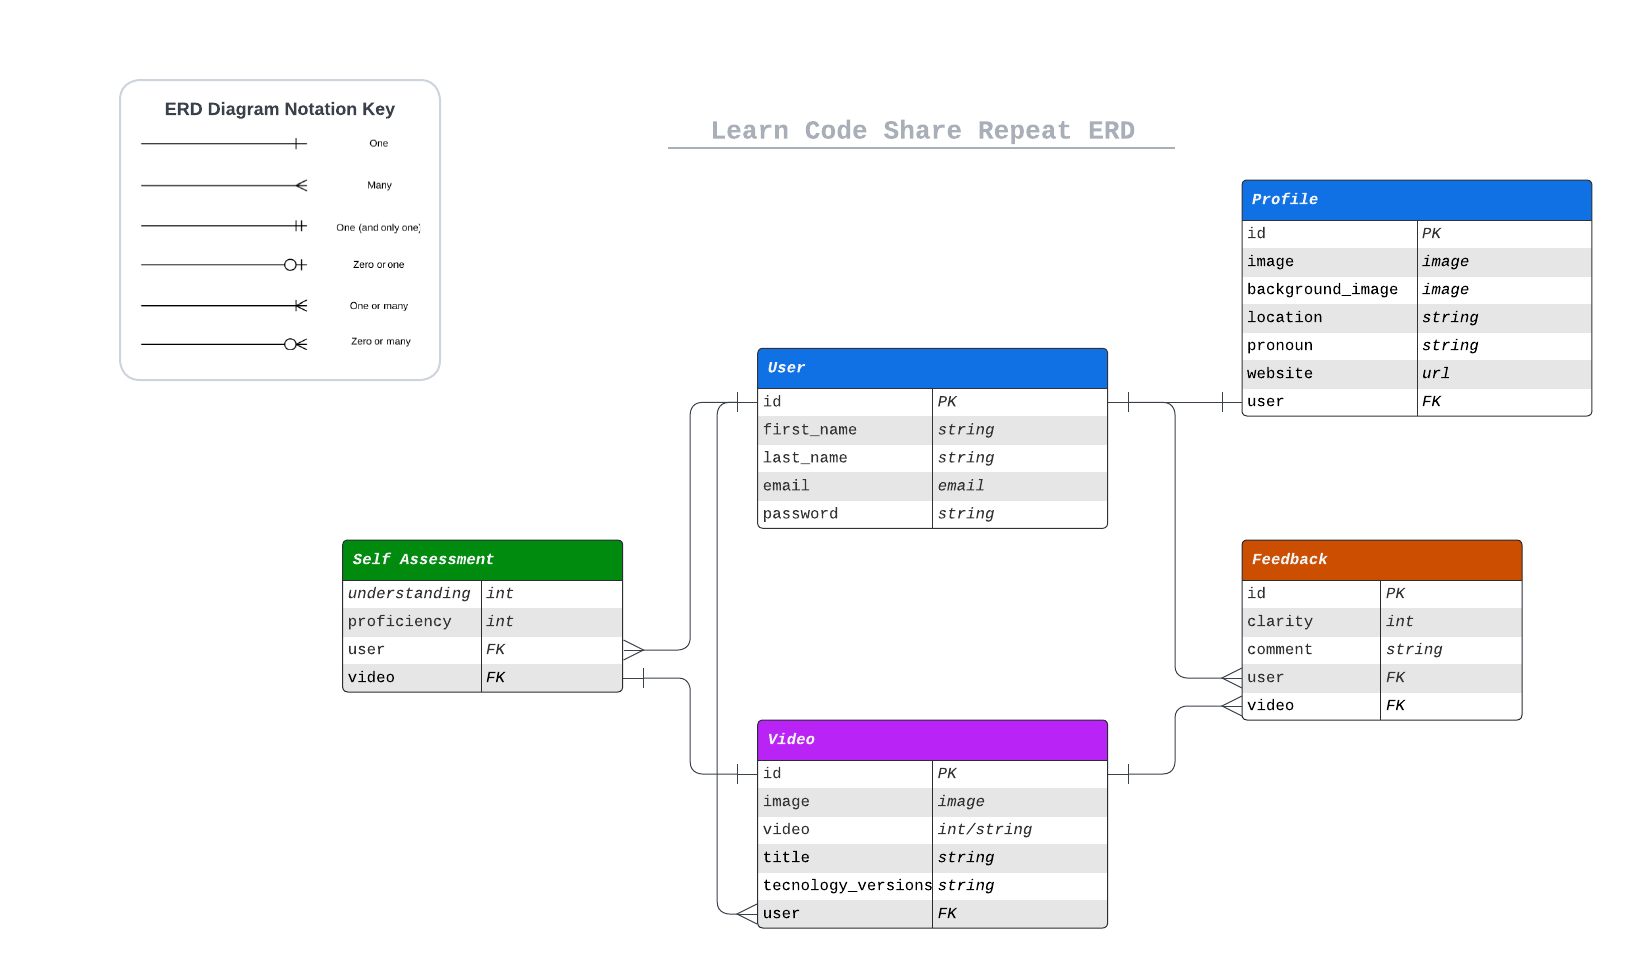 ERD Diagram Notation Key
One
Many
One (and only one)
Zero or one
One or many
Zero or many
Learn Code Share Repeat ERD
Profile
id PK
image image
background_image image
location string
pronoun string
website url
user FK
User
id PK
first_name string
last_name string
email email
password string
Self Assessment
understanding int
proficiency int
user FK
video FK
Feedback
id PK
clarity int
comment string
user FK
video FK
Video
id PK
image image
video int/string
title string
tecnology_versions string
user FK